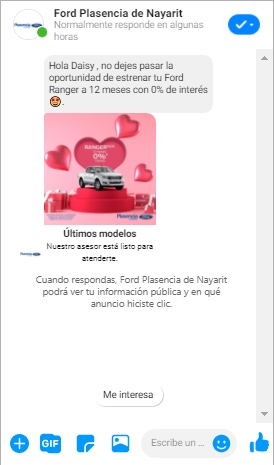 Ford Plasencia de Nayarit
Normalmente responde en algunas
horas
Hola Daisy , no dejes pasar la
oportunidad de estrenar tu Ford
Ranger a 12 meses con 0% de interés
🤩.
RANGER
0%
Plasencia
Últimos modelos
Nuestro asesor está listo para
atenderte.
Cuando respondas, Ford Plasencia de Nayarit
podrá ver tu información pública y en qué
anuncio hiciste clic.
Me interesa
GIF
Escribe un ...